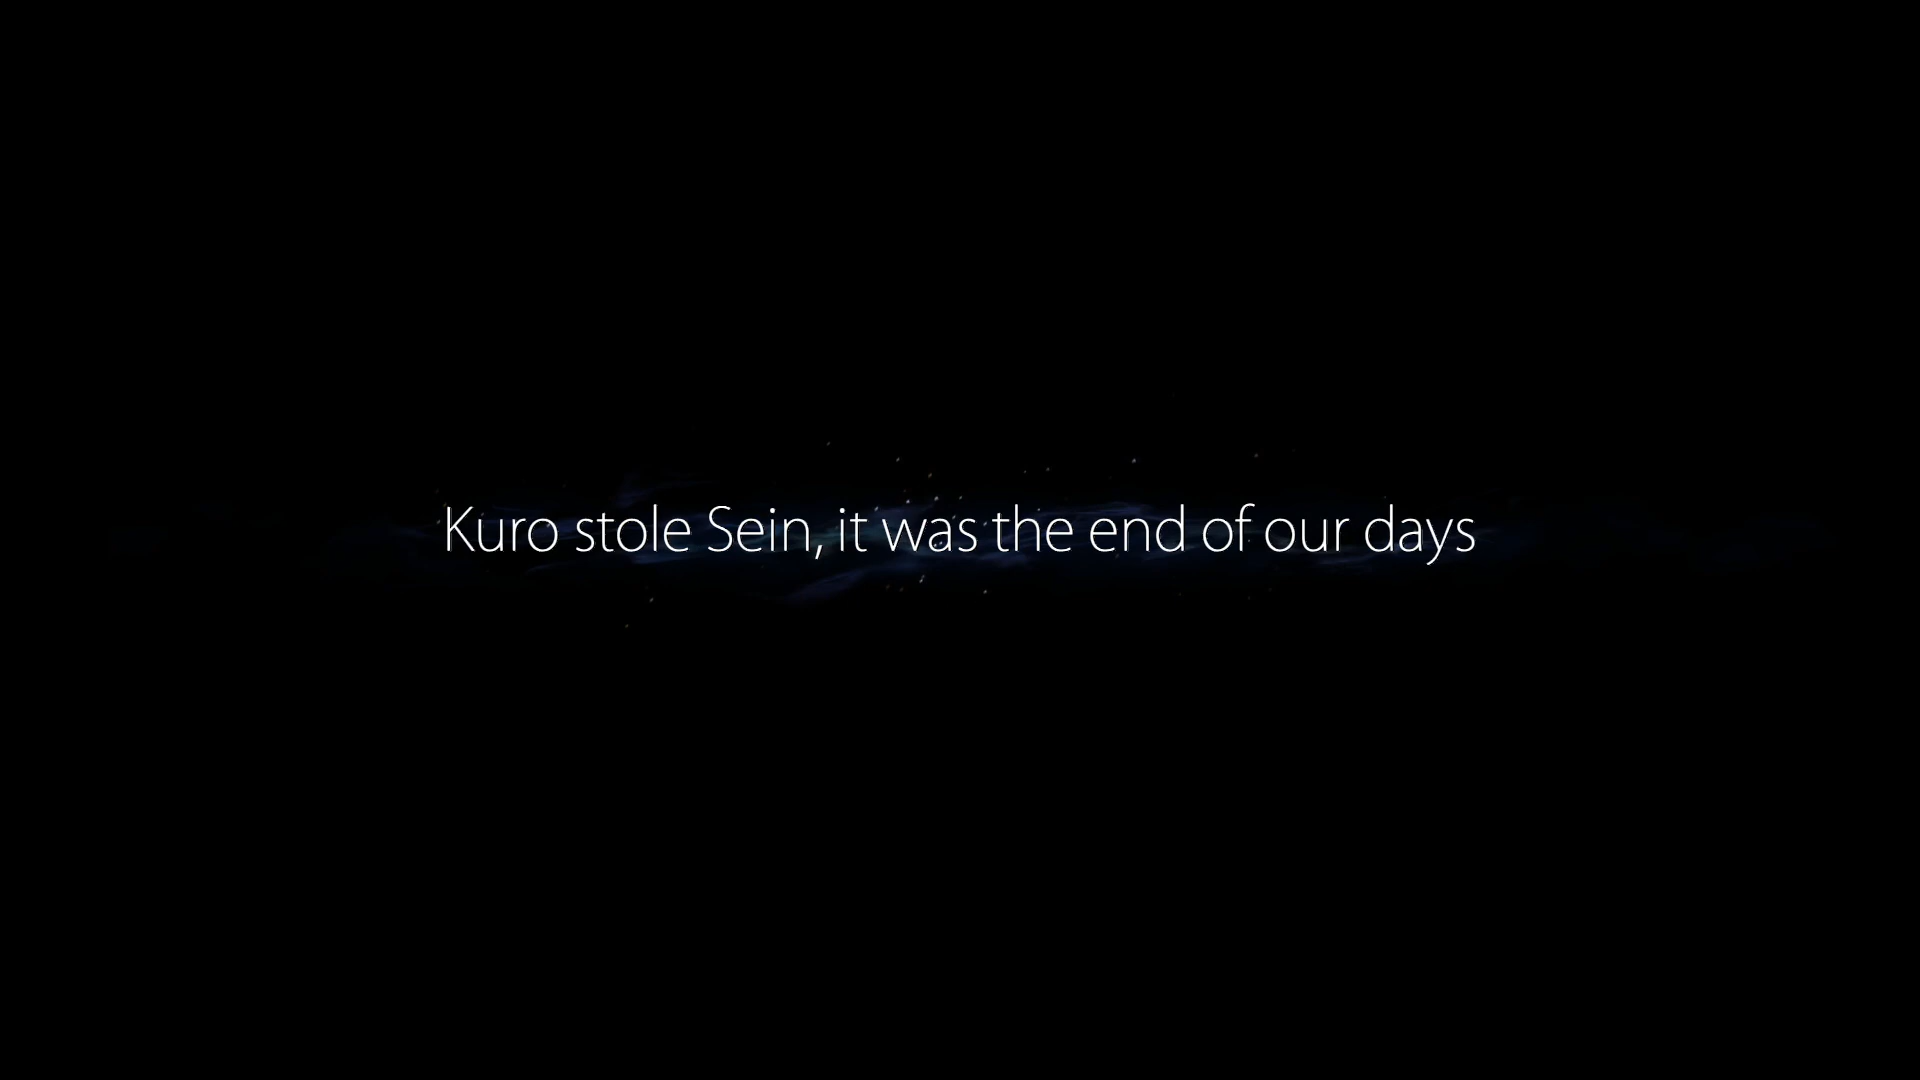 Kuro stole Sein, it was the end of our days